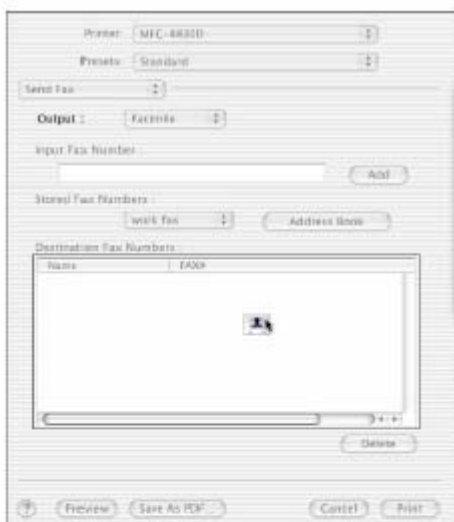 Printer: MFC-8820D
Presets: Standard
Send Fax
Output : Facsimile
Input Fax Number :
Add
Stored Fax Numbers :
work fax Address Book
Destination Fax Numbers :
Name FAX#
Delete
? Preview Save As PDF... Cancel Print